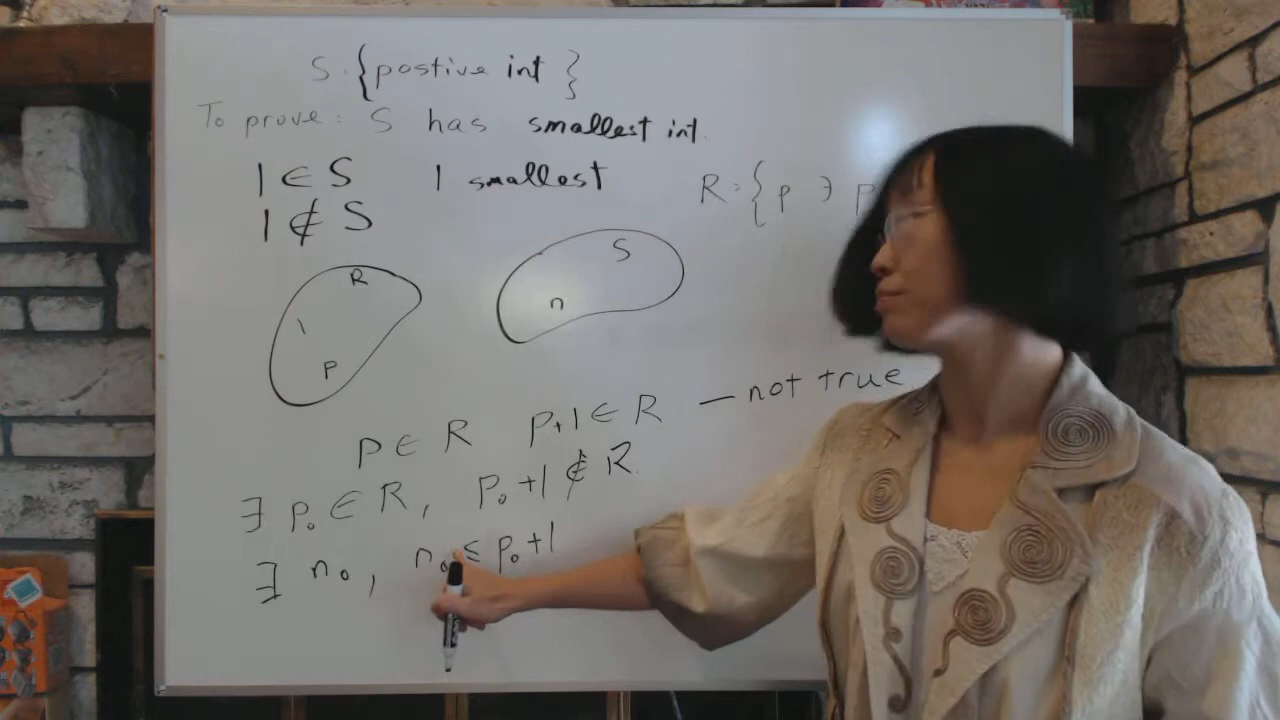 S : {postive int }
To prove : S has smallest int.
1 ∈ S 1 smallest
R : { p ∋ p
1 ∉ S
R
S
1
n
P
P ∈ R P+1 ∈ R — not true
∃ p₀ ∈ R, p₀+1 ∉ R.
∃ n₀, n₀ ≤ p₀+1